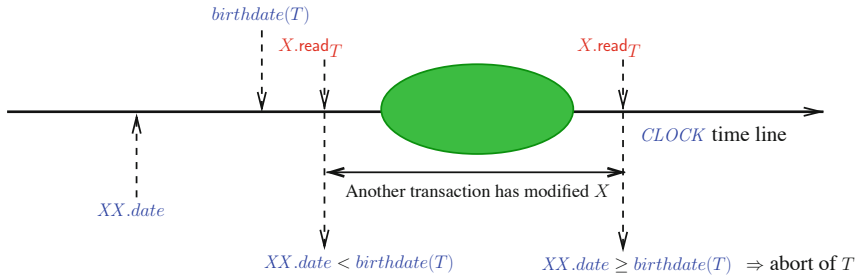 birthdate(T)
X.read_T X.read_T
CLOCK time line
Another transaction has modified X
XX.date
XX.date < birthdate(T) XX.date ≥ birthdate(T) ⇒ abort of T